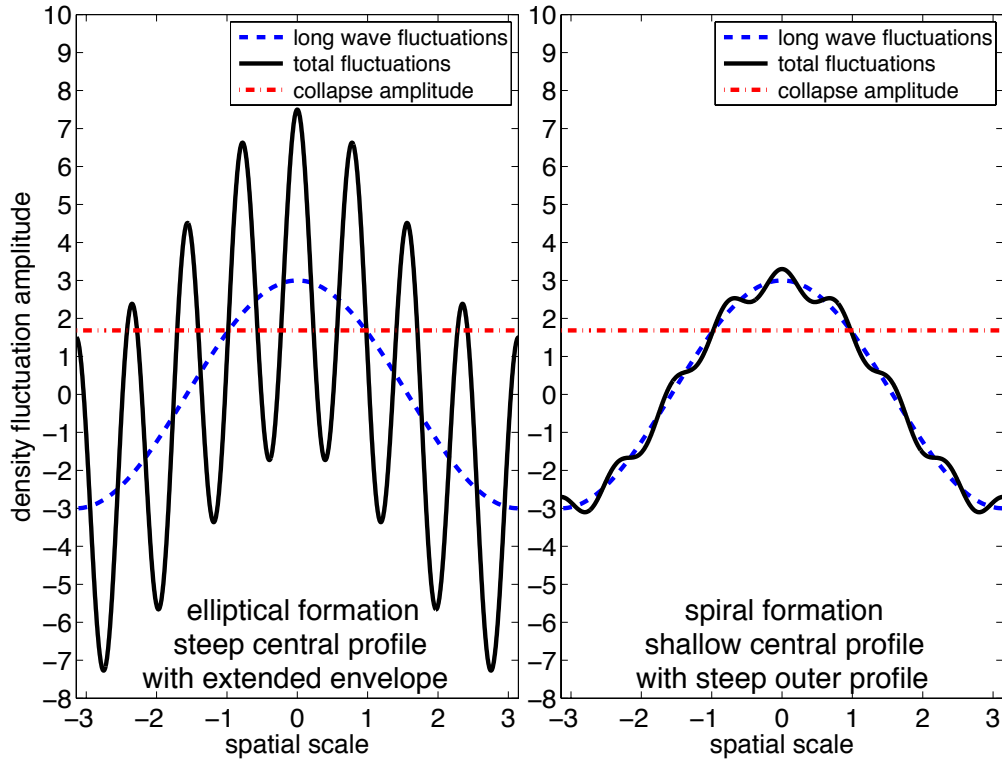 10
9
8
7
6
5
4
3
2
1
0
−1
−2
−3
−4
−5
−6
−7
−8
density fluctuation amplitude
long wave fluctuations
total fluctuations
collapse amplitude
elliptical formation
steep central profile
with extended envelope
−3 −2 −1 0 1 2 3
spatial scale
10
9
8
7
6
5
4
3
2
1
0
−1
−2
−3
−4
−5
−6
−7
−8
long wave fluctuations
total fluctuations
collapse amplitude
spiral formation
shallow central profile
with steep outer profile
−3 −2 −1 0 1 2 3
spatial scale